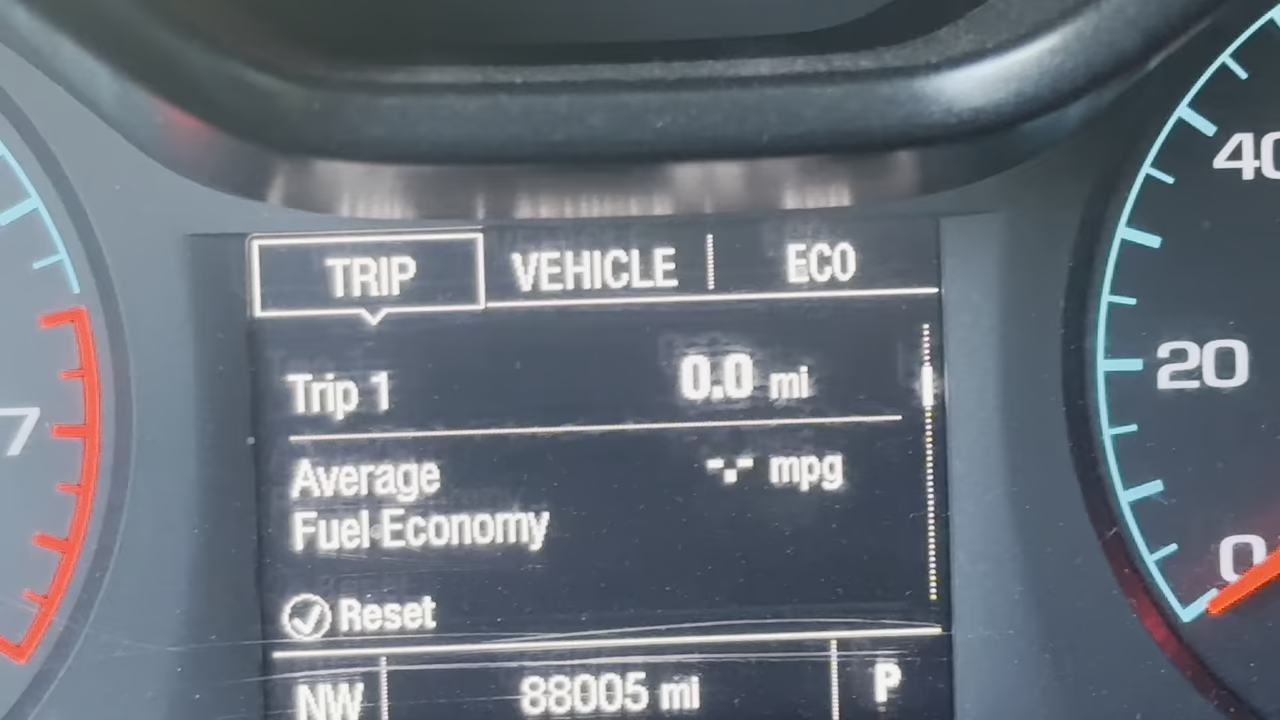 TRIP VEHICLE ECO
Trip 1 0.0 mi
Average -.- mpg
Fuel Economy
Reset
NW 88005 mi P
7
40
20
0